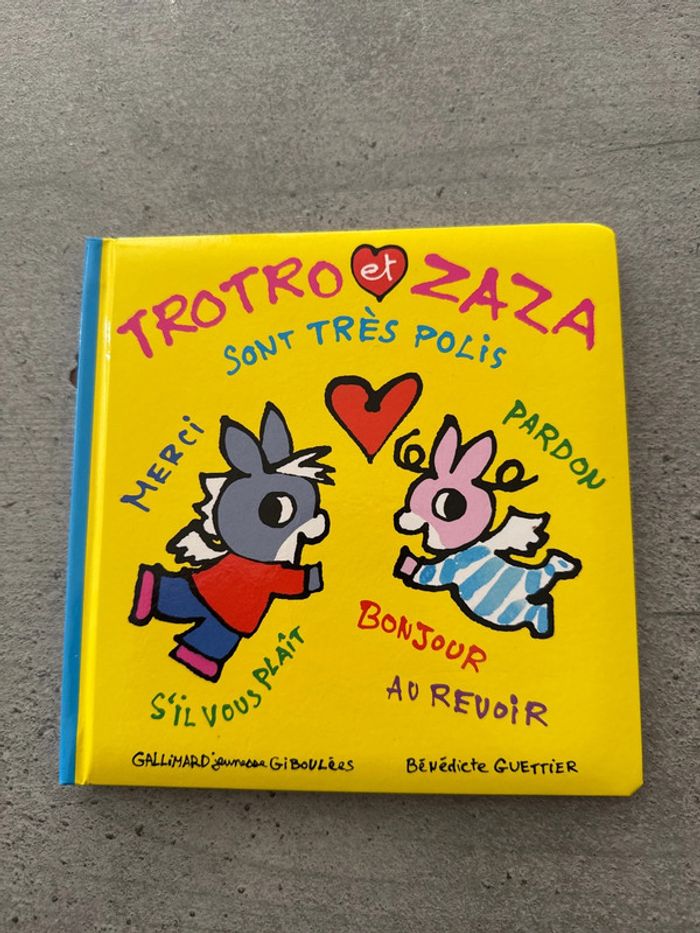 TROTRO et ZAZA
SONT TRÈS POLIS
MERCI
PARDON
S'IL VOUS PLAÎT
BONJOUR
AU REVOIR
GALLIMARD jeunesse GiBOULéES
BÉNÉDICTE GUETTIER